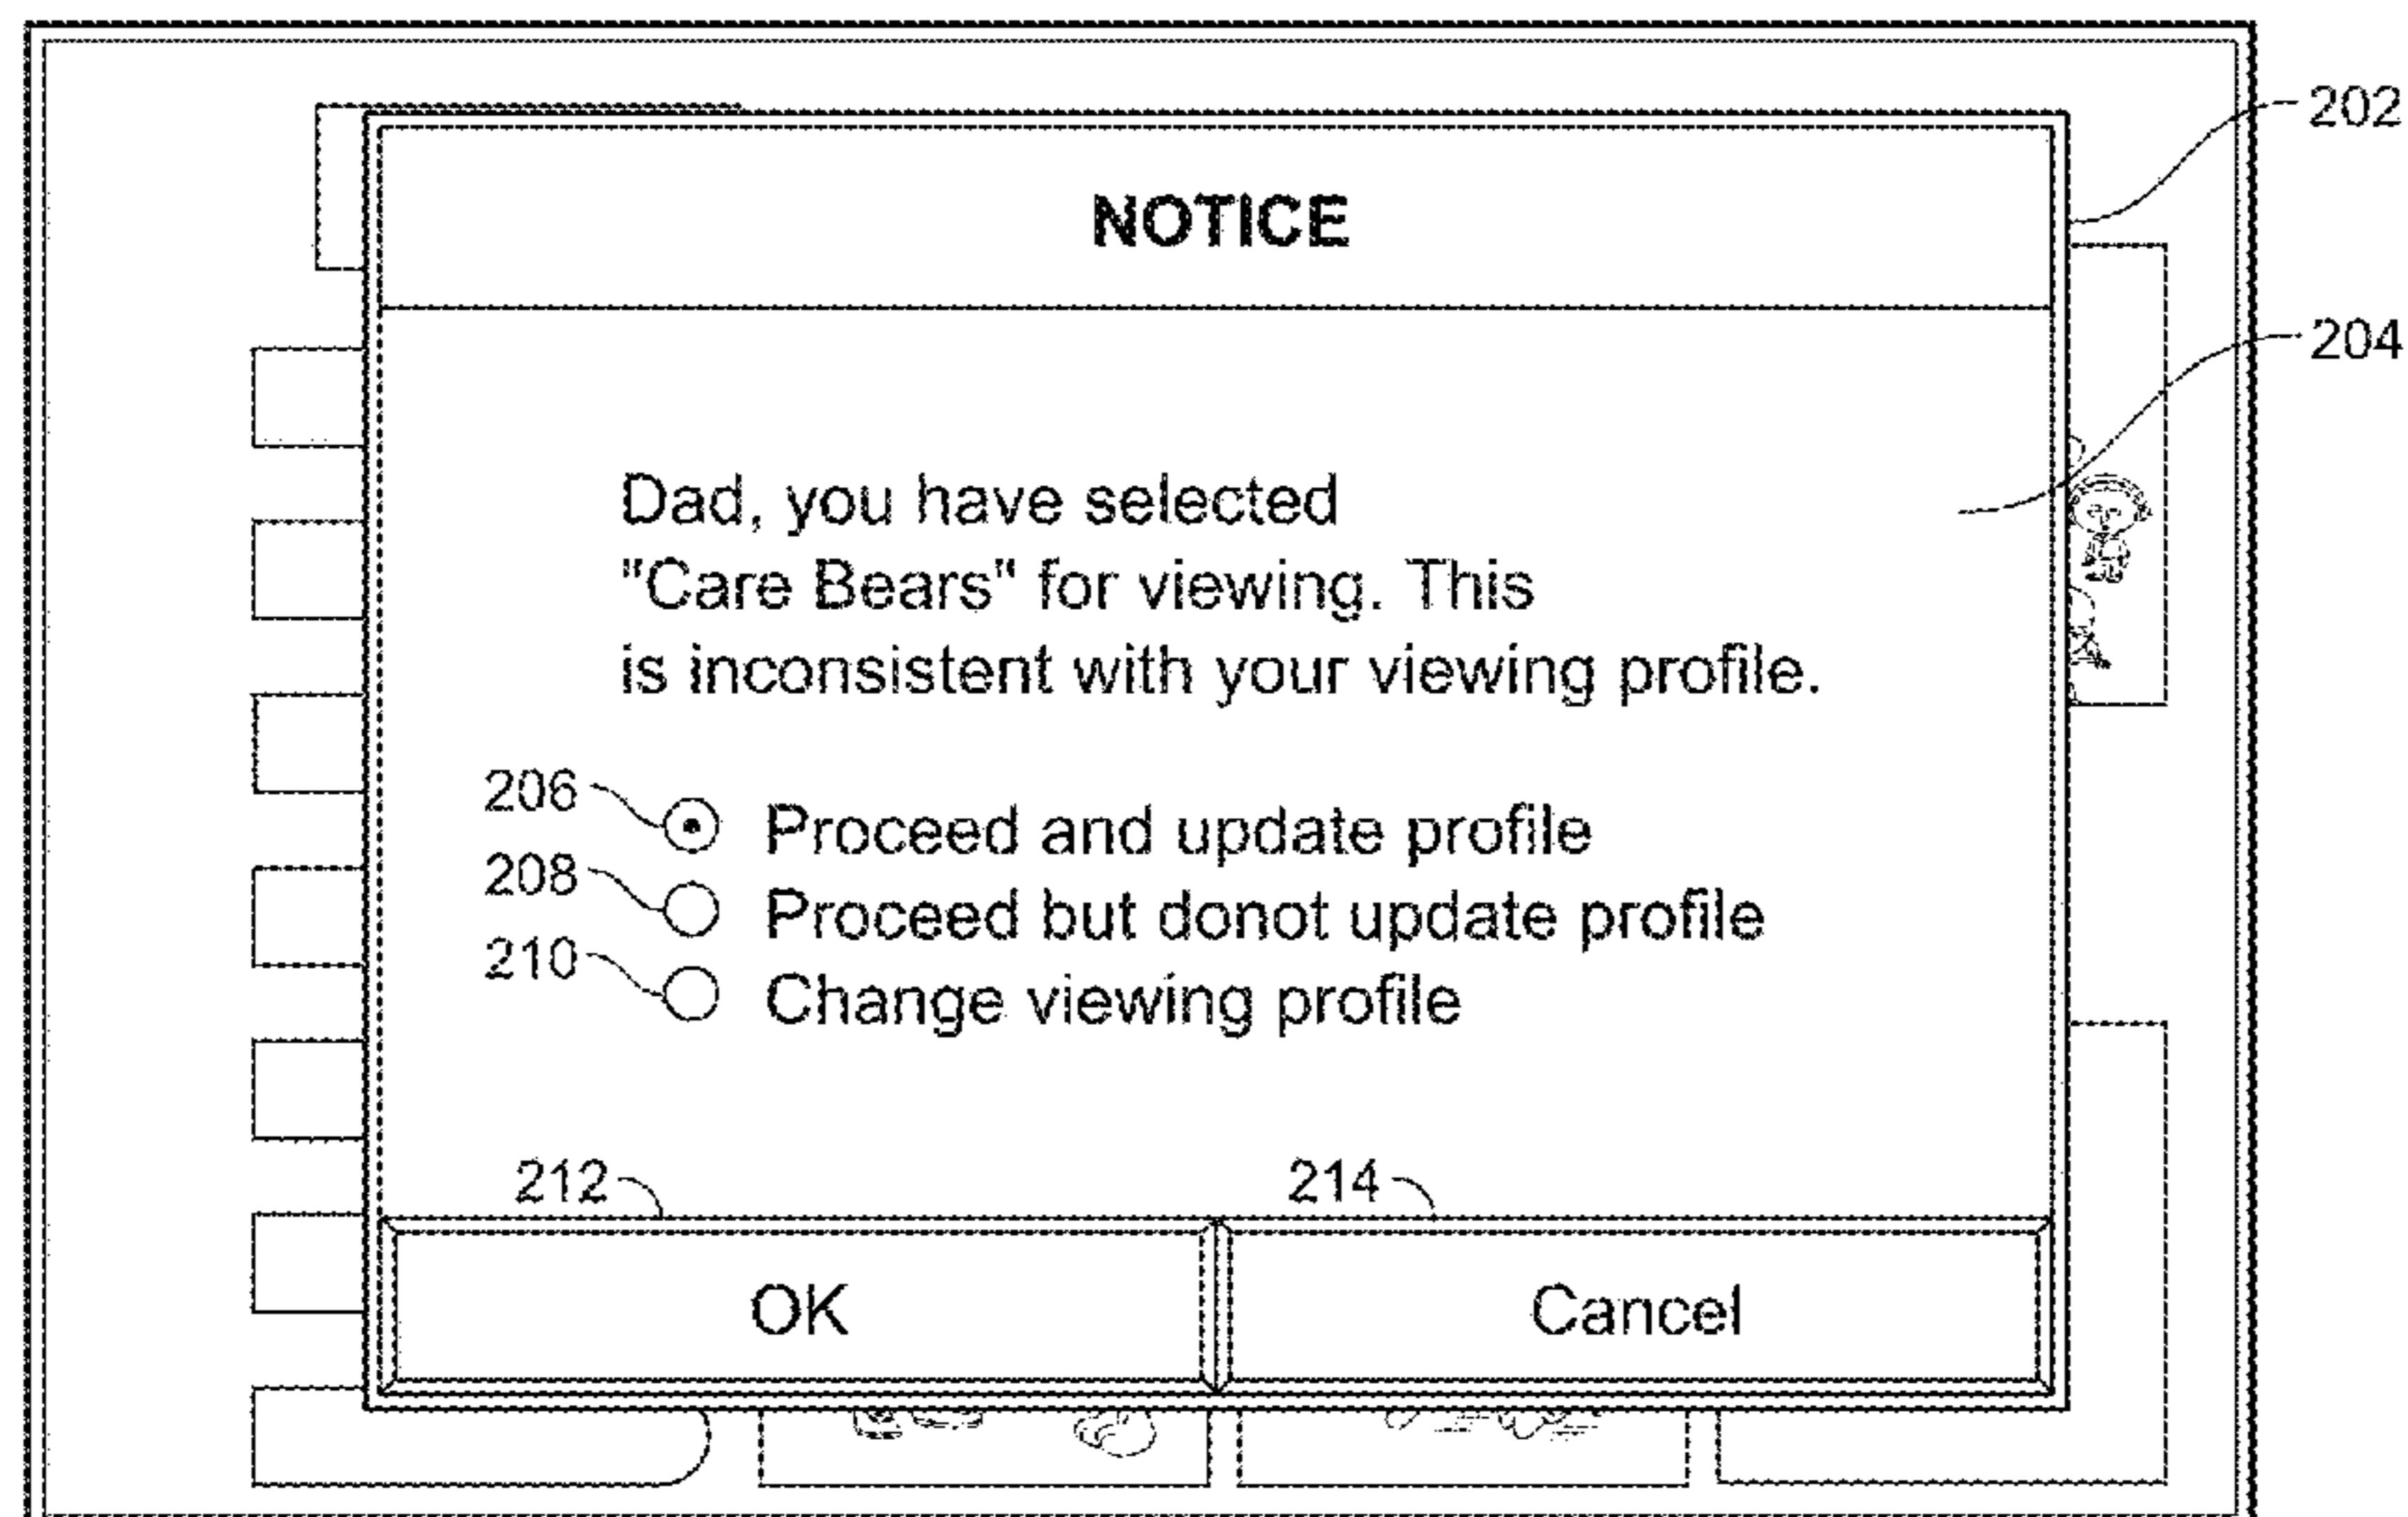 202
NOTICE
204
Dad, you have selected
"Care Bears" for viewing. This
is inconsistent with your viewing profile.
206 Proceed and update profile
208 Proceed but donot update profile
210 Change viewing profile
212 214
OK Cancel